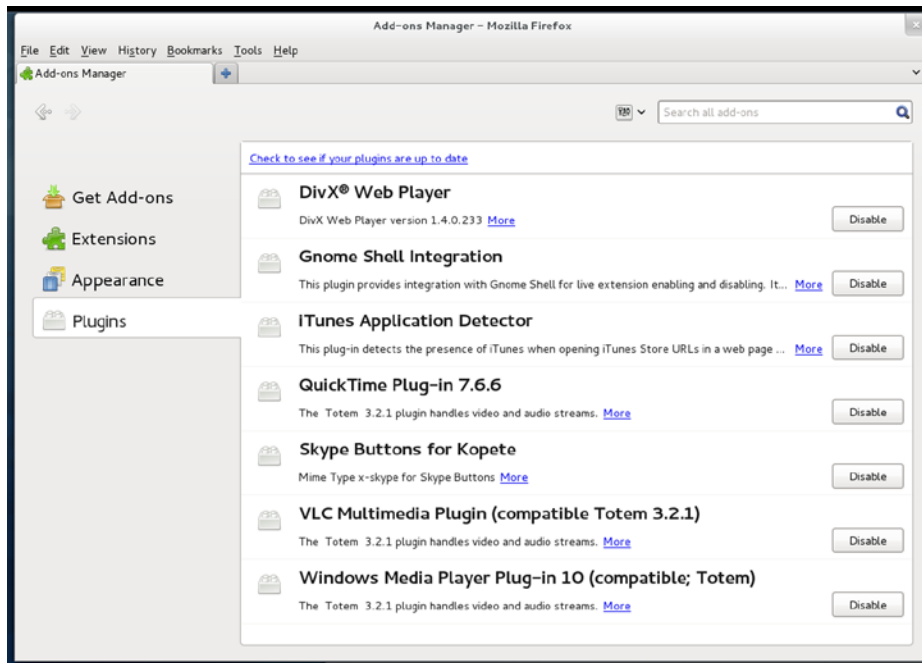 Add-ons Manager - Mozilla Firefox
File Edit View History Bookmarks Tools Help
Add-ons Manager
Search all add-ons
Check to see if your plugins are up to date
Get Add-ons
Extensions
Appearance
Plugins
DivX® Web Player
DivX Web Player version 1.4.0.233 More
Disable
Gnome Shell Integration
This plugin provides integration with Gnome Shell for live extension enabling and disabling. It... More
Disable
iTunes Application Detector
This plug-in detects the presence of iTunes when opening iTunes Store URLs in a web page ... More
Disable
QuickTime Plug-in 7.6.6
The Totem 3.2.1 plugin handles video and audio streams. More
Disable
Skype Buttons for Kopete
Mime Type x-skype for Skype Buttons More
Disable
VLC Multimedia Plugin (compatible Totem 3.2.1)
The Totem 3.2.1 plugin handles video and audio streams. More
Disable
Windows Media Player Plug-in 10 (compatible; Totem)
The Totem 3.2.1 plugin handles video and audio streams. More
Disable